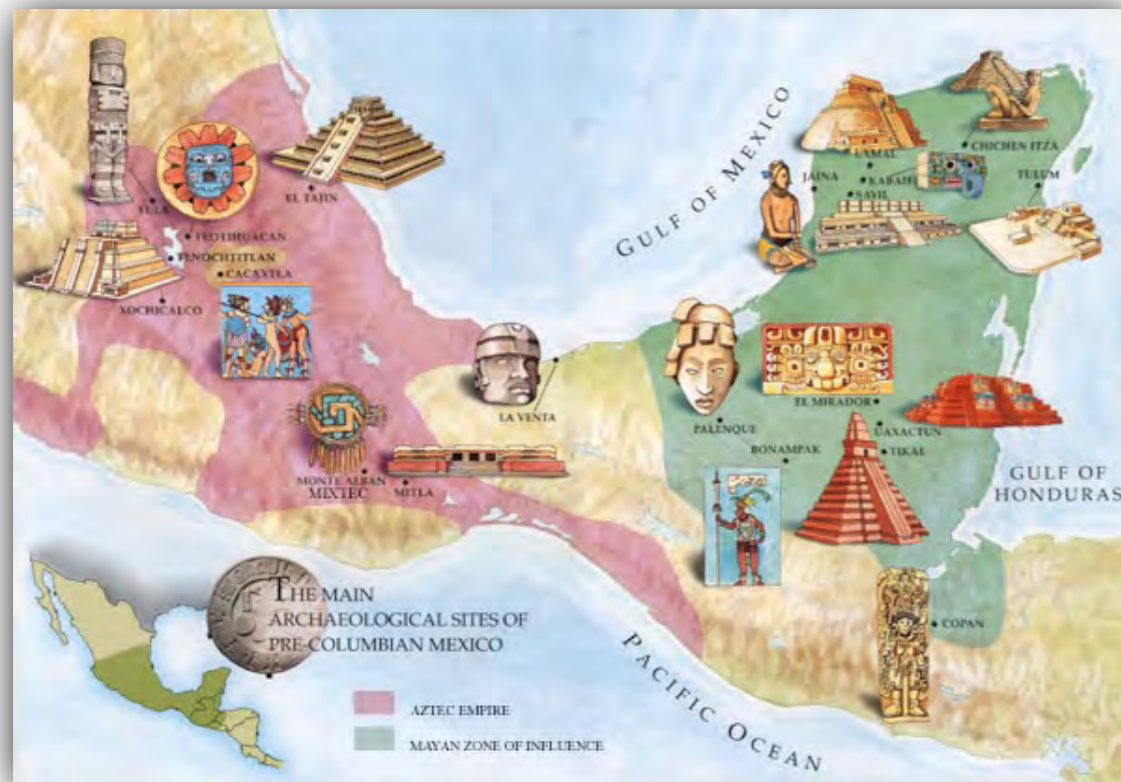 GULF OF MEXICO
UXMAL
CHICHEN ITZA
JAINA
KABAH
TULUM
SAYIL
EL TAJIN
TULA
TEOTIHUACAN
TENOCHTITLAN
CACAXTLA
XOCHICALCO
LA VENTA
PALENQUE
EL MIRADOR
UAXACTUN
TIKAL
BONAMPAK
GULF OF
HONDURAS
MONTE ALBAN
MIXTEC
MITLA
COPAN
THE MAIN
ARCHAEOLOGICAL SITES OF
PRE-COLUMBIAN MEXICO
PACIFIC OCEAN
AZTEC EMPIRE
MAYAN ZONE OF INFLUENCE